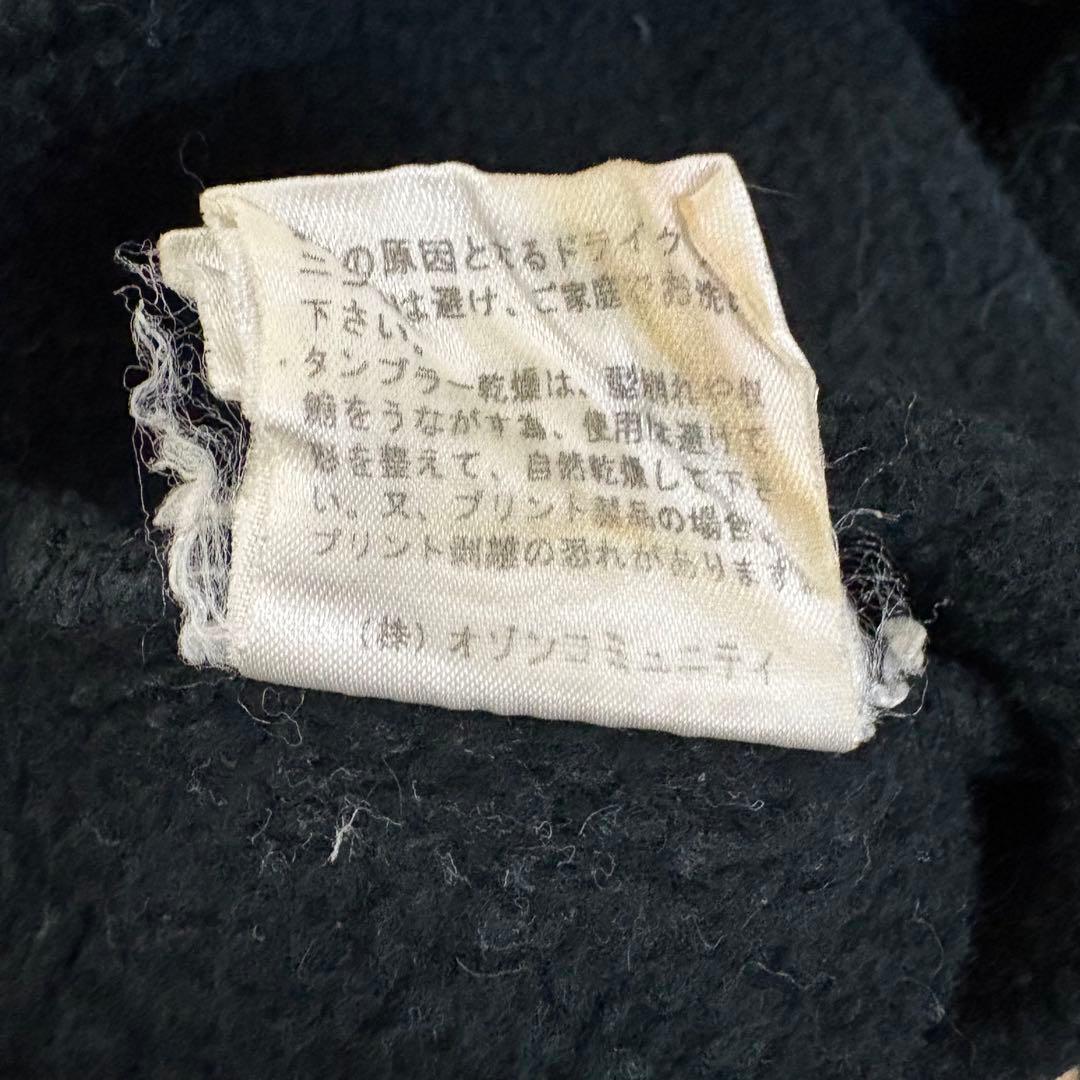 の原因となるドライク
は避け、ご家庭でお洗い
下さい。
・タンブラー乾燥は、型崩れや
をうながす為、使用は避けて
形を整えて、自然乾燥して下さ
い。又、プリント製品の場合、
プリント剥離の恐れがあります。
(株)オゾンコミュニティ